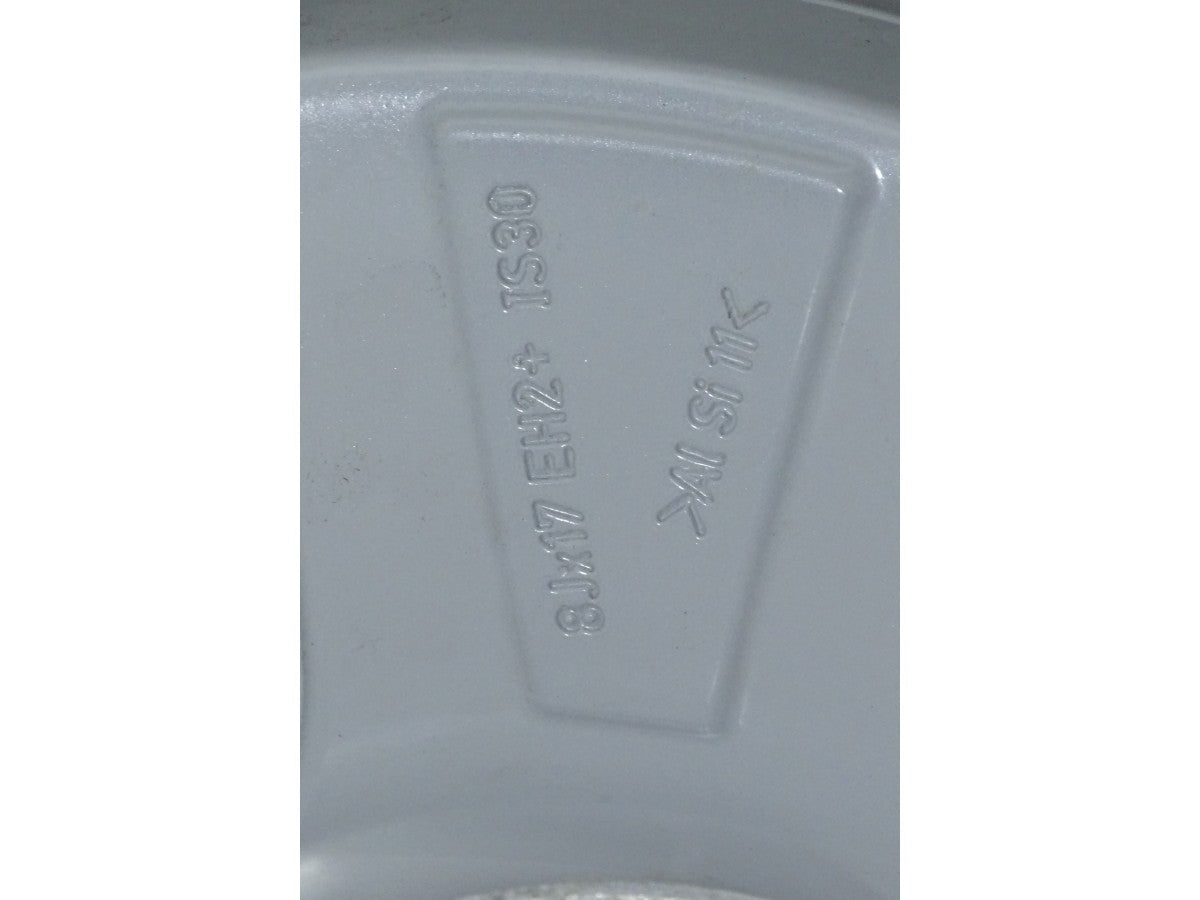 8Jx17 EH2+ IS30
>Al Si 11<